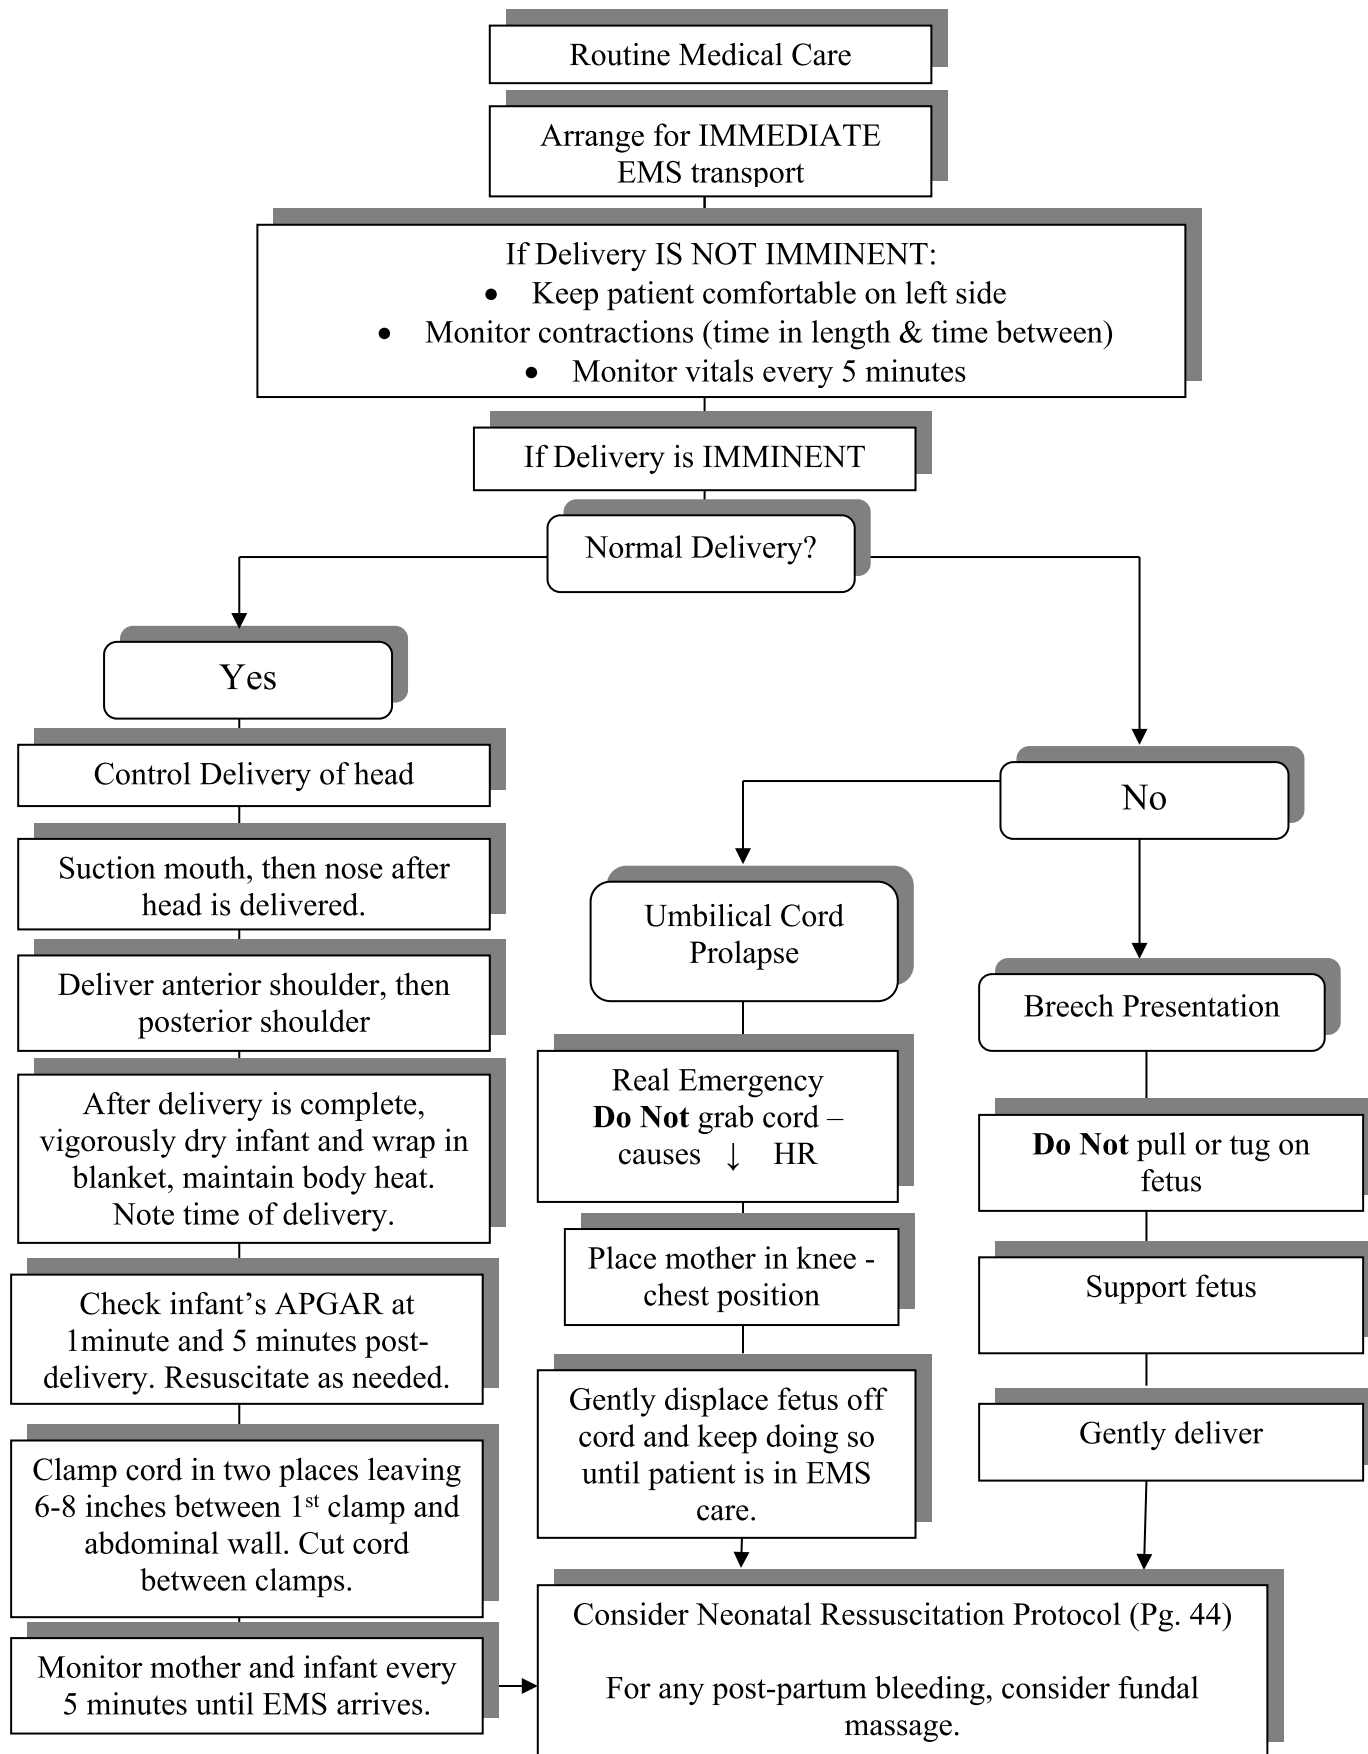 Routine Medical Care
Arrange for IMMEDIATE
EMS transport
If Delivery IS NOT IMMINENT:
• Keep patient comfortable on left side
• Monitor contractions (time in length & time between)
• Monitor vitals every 5 minutes
If Delivery is IMMINENT
Normal Delivery?
Yes
Control Delivery of head
Suction mouth, then nose after
head is delivered.
Deliver anterior shoulder, then
posterior shoulder
After delivery is complete,
vigorously dry infant and wrap in
blanket, maintain body heat.
Note time of delivery.
Check infant’s APGAR at
1minute and 5 minutes post-
delivery. Resuscitate as needed.
Clamp cord in two places leaving
6-8 inches between 1st clamp and
abdominal wall. Cut cord
between clamps.
Monitor mother and infant every
5 minutes until EMS arrives.
No
Umbilical Cord
Prolapse
Real Emergency
Do Not grab cord –
causes ↓ HR
Place mother in knee -
chest position
Gently displace fetus off
cord and keep doing so
until patient is in EMS
care.
Breech Presentation
Do Not pull or tug on
fetus
Support fetus
Gently deliver
Consider Neonatal Ressuscitation Protocol (Pg. 44)
For any post-partum bleeding, consider fundal
massage.